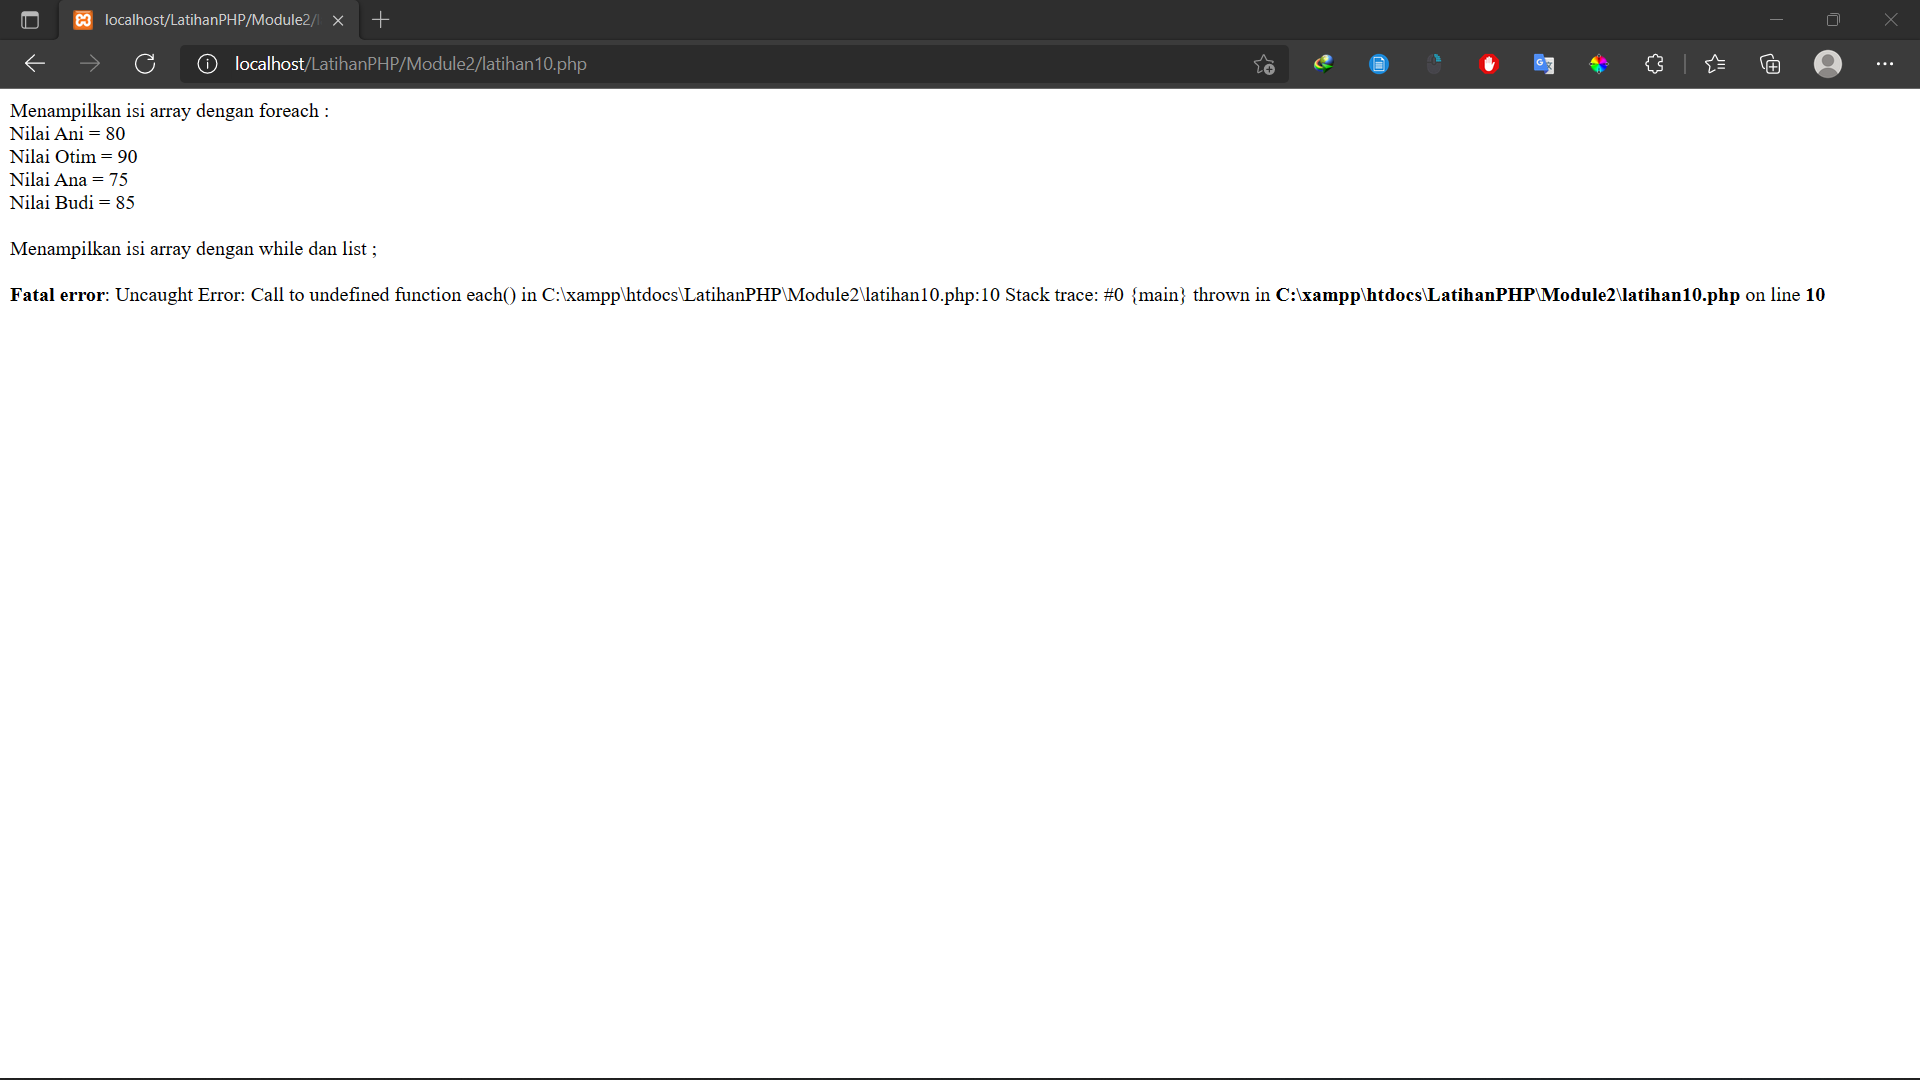 localhost/LatihanPHP/Module2/
localhost/LatihanPHP/Module2/latihan10.php
Menampilkan isi array dengan foreach :
Nilai Ani = 80
Nilai Otim = 90
Nilai Ana = 75
Nilai Budi = 85
Menampilkan isi array dengan while dan list ;
Fatal error: Uncaught Error: Call to undefined function each() in C:\xampp\htdocs\LatihanPHP\Module2\latihan10.php:10 Stack trace: #0 {main} thrown in C:\xampp\htdocs\LatihanPHP\Module2\latihan10.php on line 10